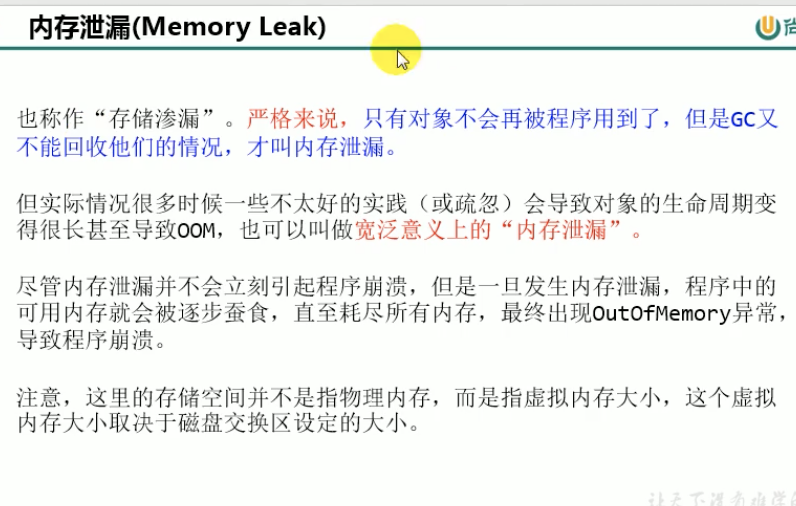 内存泄漏(Memory Leak)
尚
也称作“存储渗漏”。严格来说，只有对象不会再被程序用到了，但是GC又
不能回收他们的情况，才叫内存泄漏。
但实际情况很多时候一些不太好的实践（或疏忽）会导致对象的生命周期变
得很长甚至导致OOM，也可以叫做宽泛意义上的“内存泄漏”。
尽管内存泄漏并不会立刻引起程序崩溃，但是一旦发生内存泄漏，程序中的
可用内存就会被逐步蚕食，直至耗尽所有内存，最终出现OutOfMemory异常，
导致程序崩溃。
注意，这里的存储空间并不是指物理内存，而是指虚拟内存大小，这个虚拟
内存大小取决于磁盘交换区设定的大小。
让天下没有难学